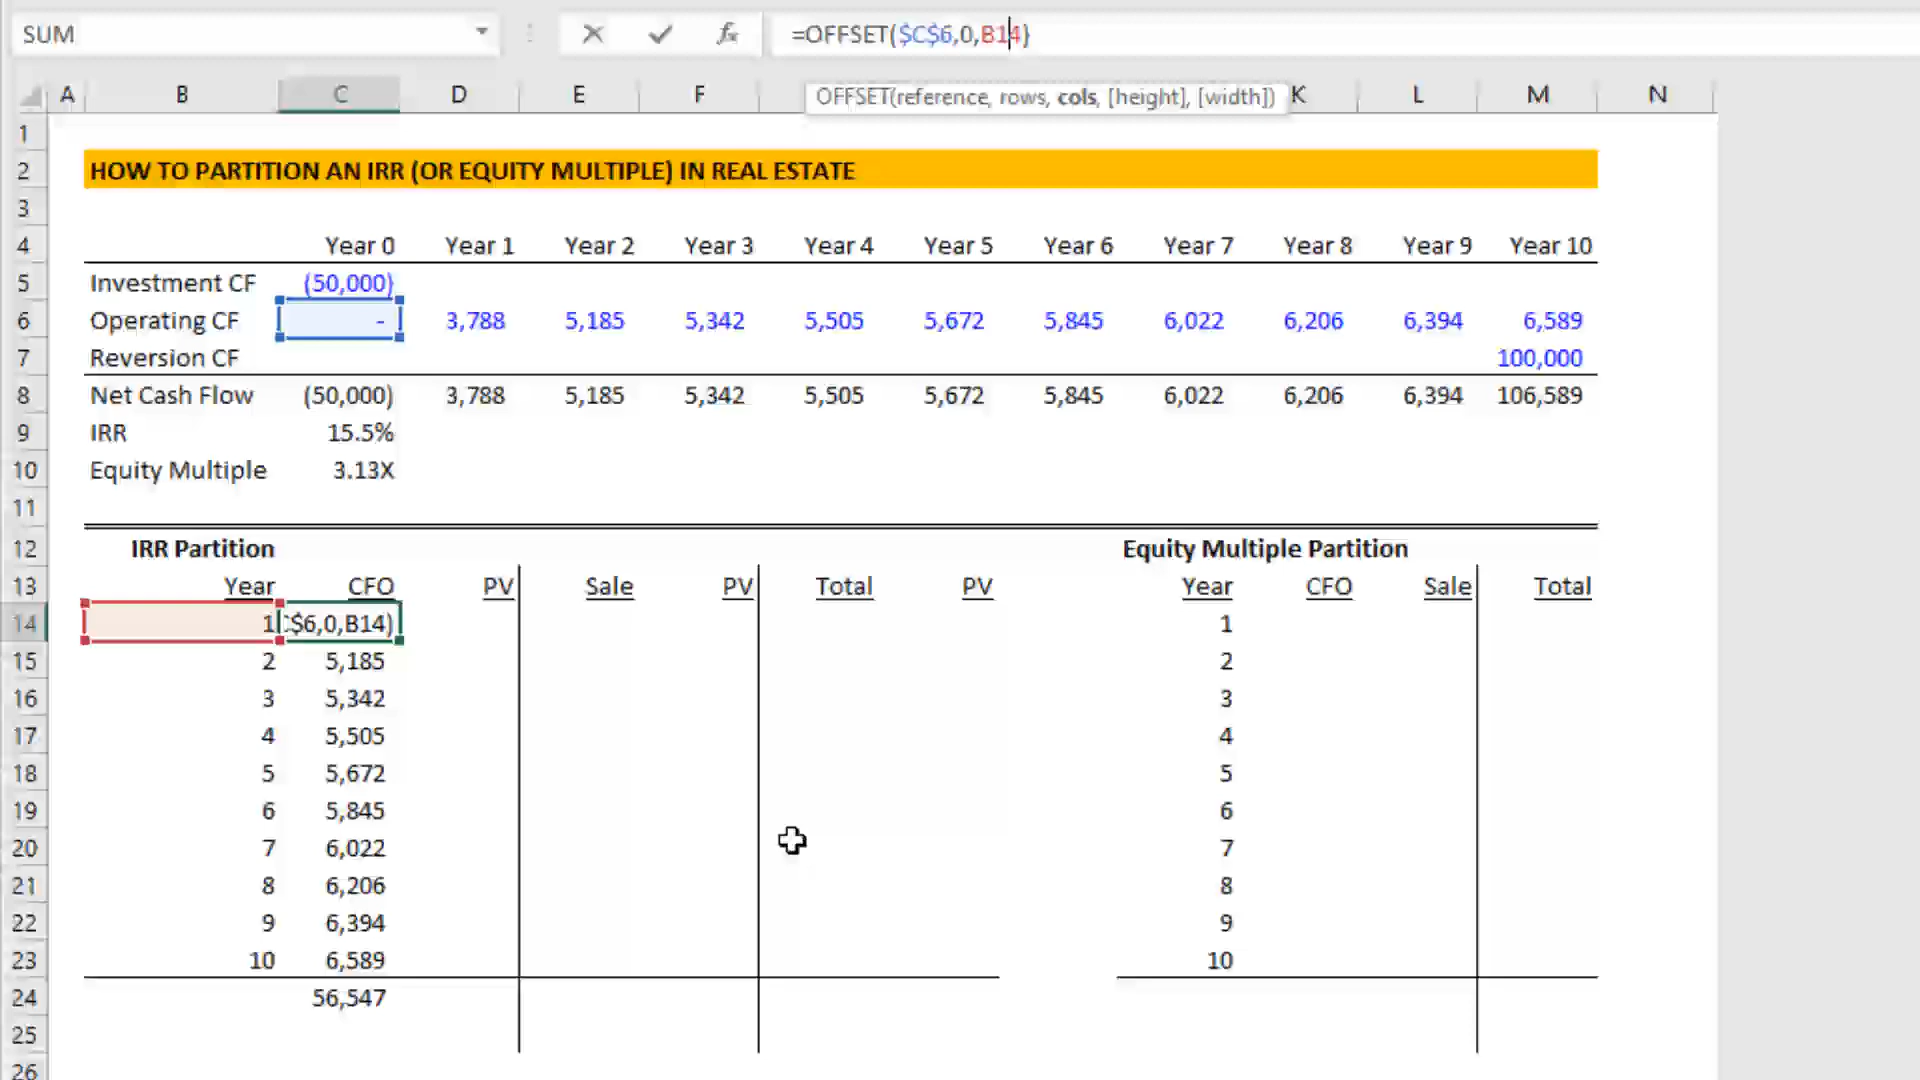 SUM =OFFSET($C$6,0,B14)
A B C D E F K L M N
OFFSET(reference, rows, cols, [height], [width])
1
2 HOW TO PARTITION AN IRR (OR EQUITY MULTIPLE) IN REAL ESTATE
3
4 Year 0 Year 1 Year 2 Year 3 Year 4 Year 5 Year 6 Year 7 Year 8 Year 9 Year 10
5 Investment CF (50,000)
6 Operating CF - 3,788 5,185 5,342 5,505 5,672 5,845 6,022 6,206 6,394 6,589
7 Reversion CF 100,000
8 Net Cash Flow (50,000) 3,788 5,185 5,342 5,505 5,672 5,845 6,022 6,206 6,394 106,589
9 IRR 15.5%
10 Equity Multiple 3.13X
11
12 IRR Partition Equity Multiple Partition
13 Year CFO PV Sale PV Total PV Year CFO Sale Total
14 1 C$6,0,B14) 1
15 2 5,185 2
16 3 5,342 3
17 4 5,505 4
18 5 5,672 5
19 6 5,845 6
20 7 6,022 7
21 8 6,206 8
22 9 6,394 9
23 10 6,589 10
24 56,547
25
26